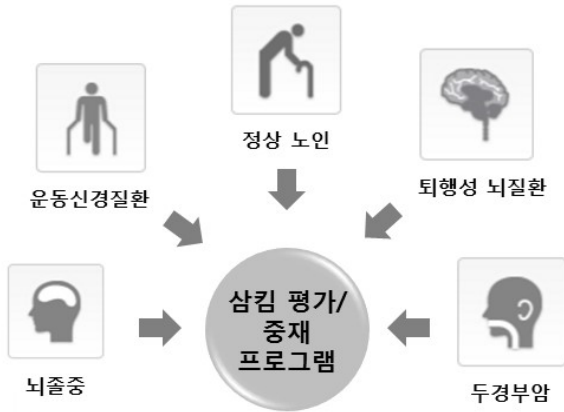 정상 노인
운동신경질환
퇴행성 뇌질환
삼킴 평가/
중재
프로그램
뇌졸중
두경부암